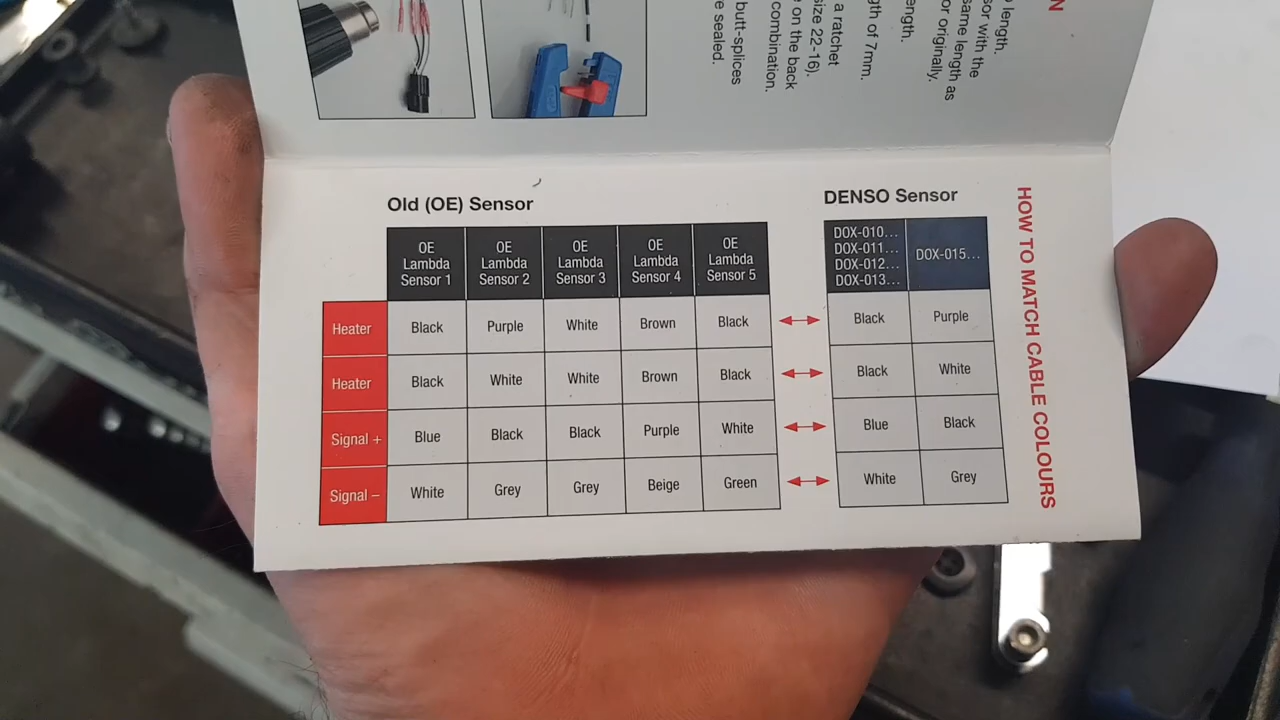 N
length,
sor with the
same length as
or originally.
ength.
gth of 7mm.
a ratchet
size 22-16).
e on the back
combination.
butt-splices
e sealed.
Old (OE) Sensor
DENSO Sensor
HOW TO MATCH CABLE COLOURS
OE Lambda Sensor 1
OE Lambda Sensor 2
OE Lambda Sensor 3
OE Lambda Sensor 4
OE Lambda Sensor 5
DOX-010...
DOX-011...
DOX-012...
DOX-013...
DOX-015...
Heater Black Purple White Brown Black Black Purple
Heater Black White White Brown Black Black White
Signal + Blue Black Black Purple White Blue Black
Signal – White Grey Grey Beige Green White Grey